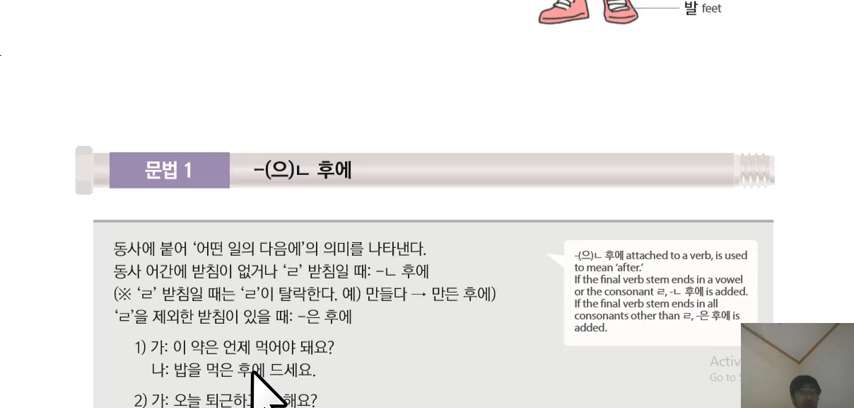 발 feet
문법 1 -(으)ㄴ 후에
동사에 붙어 ‘어떤 일의 다음에’의 의미를 나타낸다.
동사 어간에 받침이 없거나 ‘ㄹ’ 받침일 때: -ㄴ 후에
(※ ‘ㄹ’ 받침일 때는 ‘ㄹ’이 탈락한다. 예) 만들다 → 만든 후에)
‘ㄹ’을 제외한 받침이 있을 때: -은 후에
-(으)ㄴ 후에 attached to a verb, is used
to mean ‘after.’
If the final verb stem ends in a vowel
or the consonant ㄹ, -ㄴ 후에 is added.
If the final verb stem ends in all
consonants other than ㄹ, -은 후에 is
added.
1) 가: 이 약은 언제 먹어야 돼요?
나: 밥을 먹은 후에 드세요.
2) 가: 오늘 퇴근하 해요?
Activ
Go to S